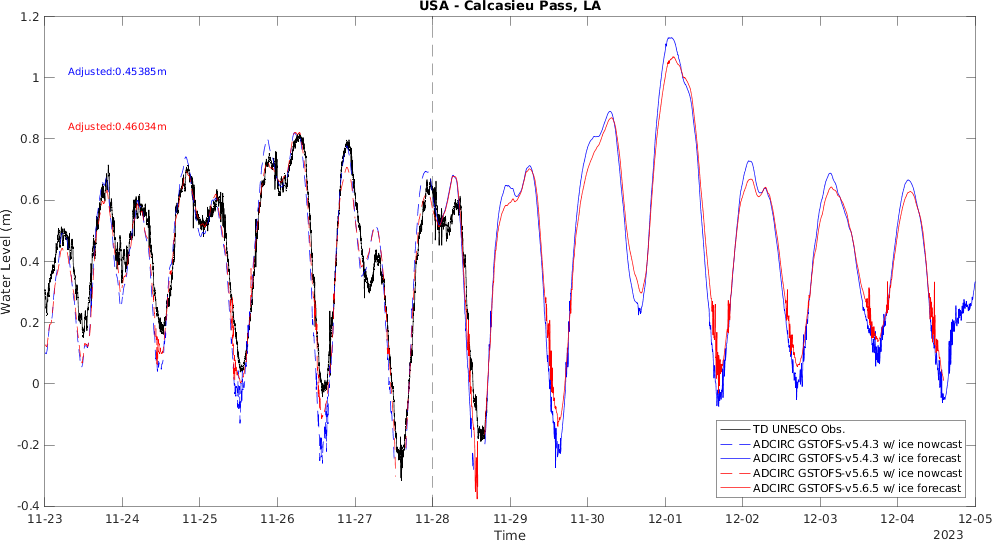 USA - Calcasieu Pass, LA
1.2
1
0.8
0.6
0.4
0.2
0
-0.2
-0.4
Water Level (m)
Adjusted:0.45385m
Adjusted:0.46034m
TD UNESCO Obs.
ADCIRC GSTOFS-v5.4.3 w/ ice nowcast
ADCIRC GSTOFS-v5.4.3 w/ ice forecast
ADCIRC GSTOFS-v5.6.5 w/ ice nowcast
ADCIRC GSTOFS-v5.6.5 w/ ice forecast
11-23 11-24 11-25 11-26 11-27 11-28 11-29 11-30 12-01 12-02 12-03 12-04 12-05
Time
2023